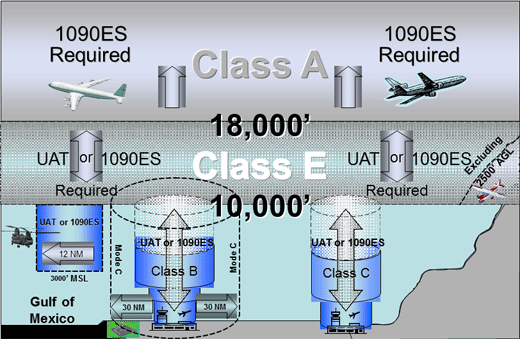 1090ES
Required
1090ES
Required
Class A
18,000'
UAT or 1090ES
Required
Class E
UAT or 1090ES
Required
Excluding
2500' AGL
10,000'
UAT or 1090ES
12 NM
3000' MSL
Mode C
UAT or 1090ES
Class B
Mode C
30 NM
30 NM
UAT or 1090ES
Class C
Gulf of
Mexico